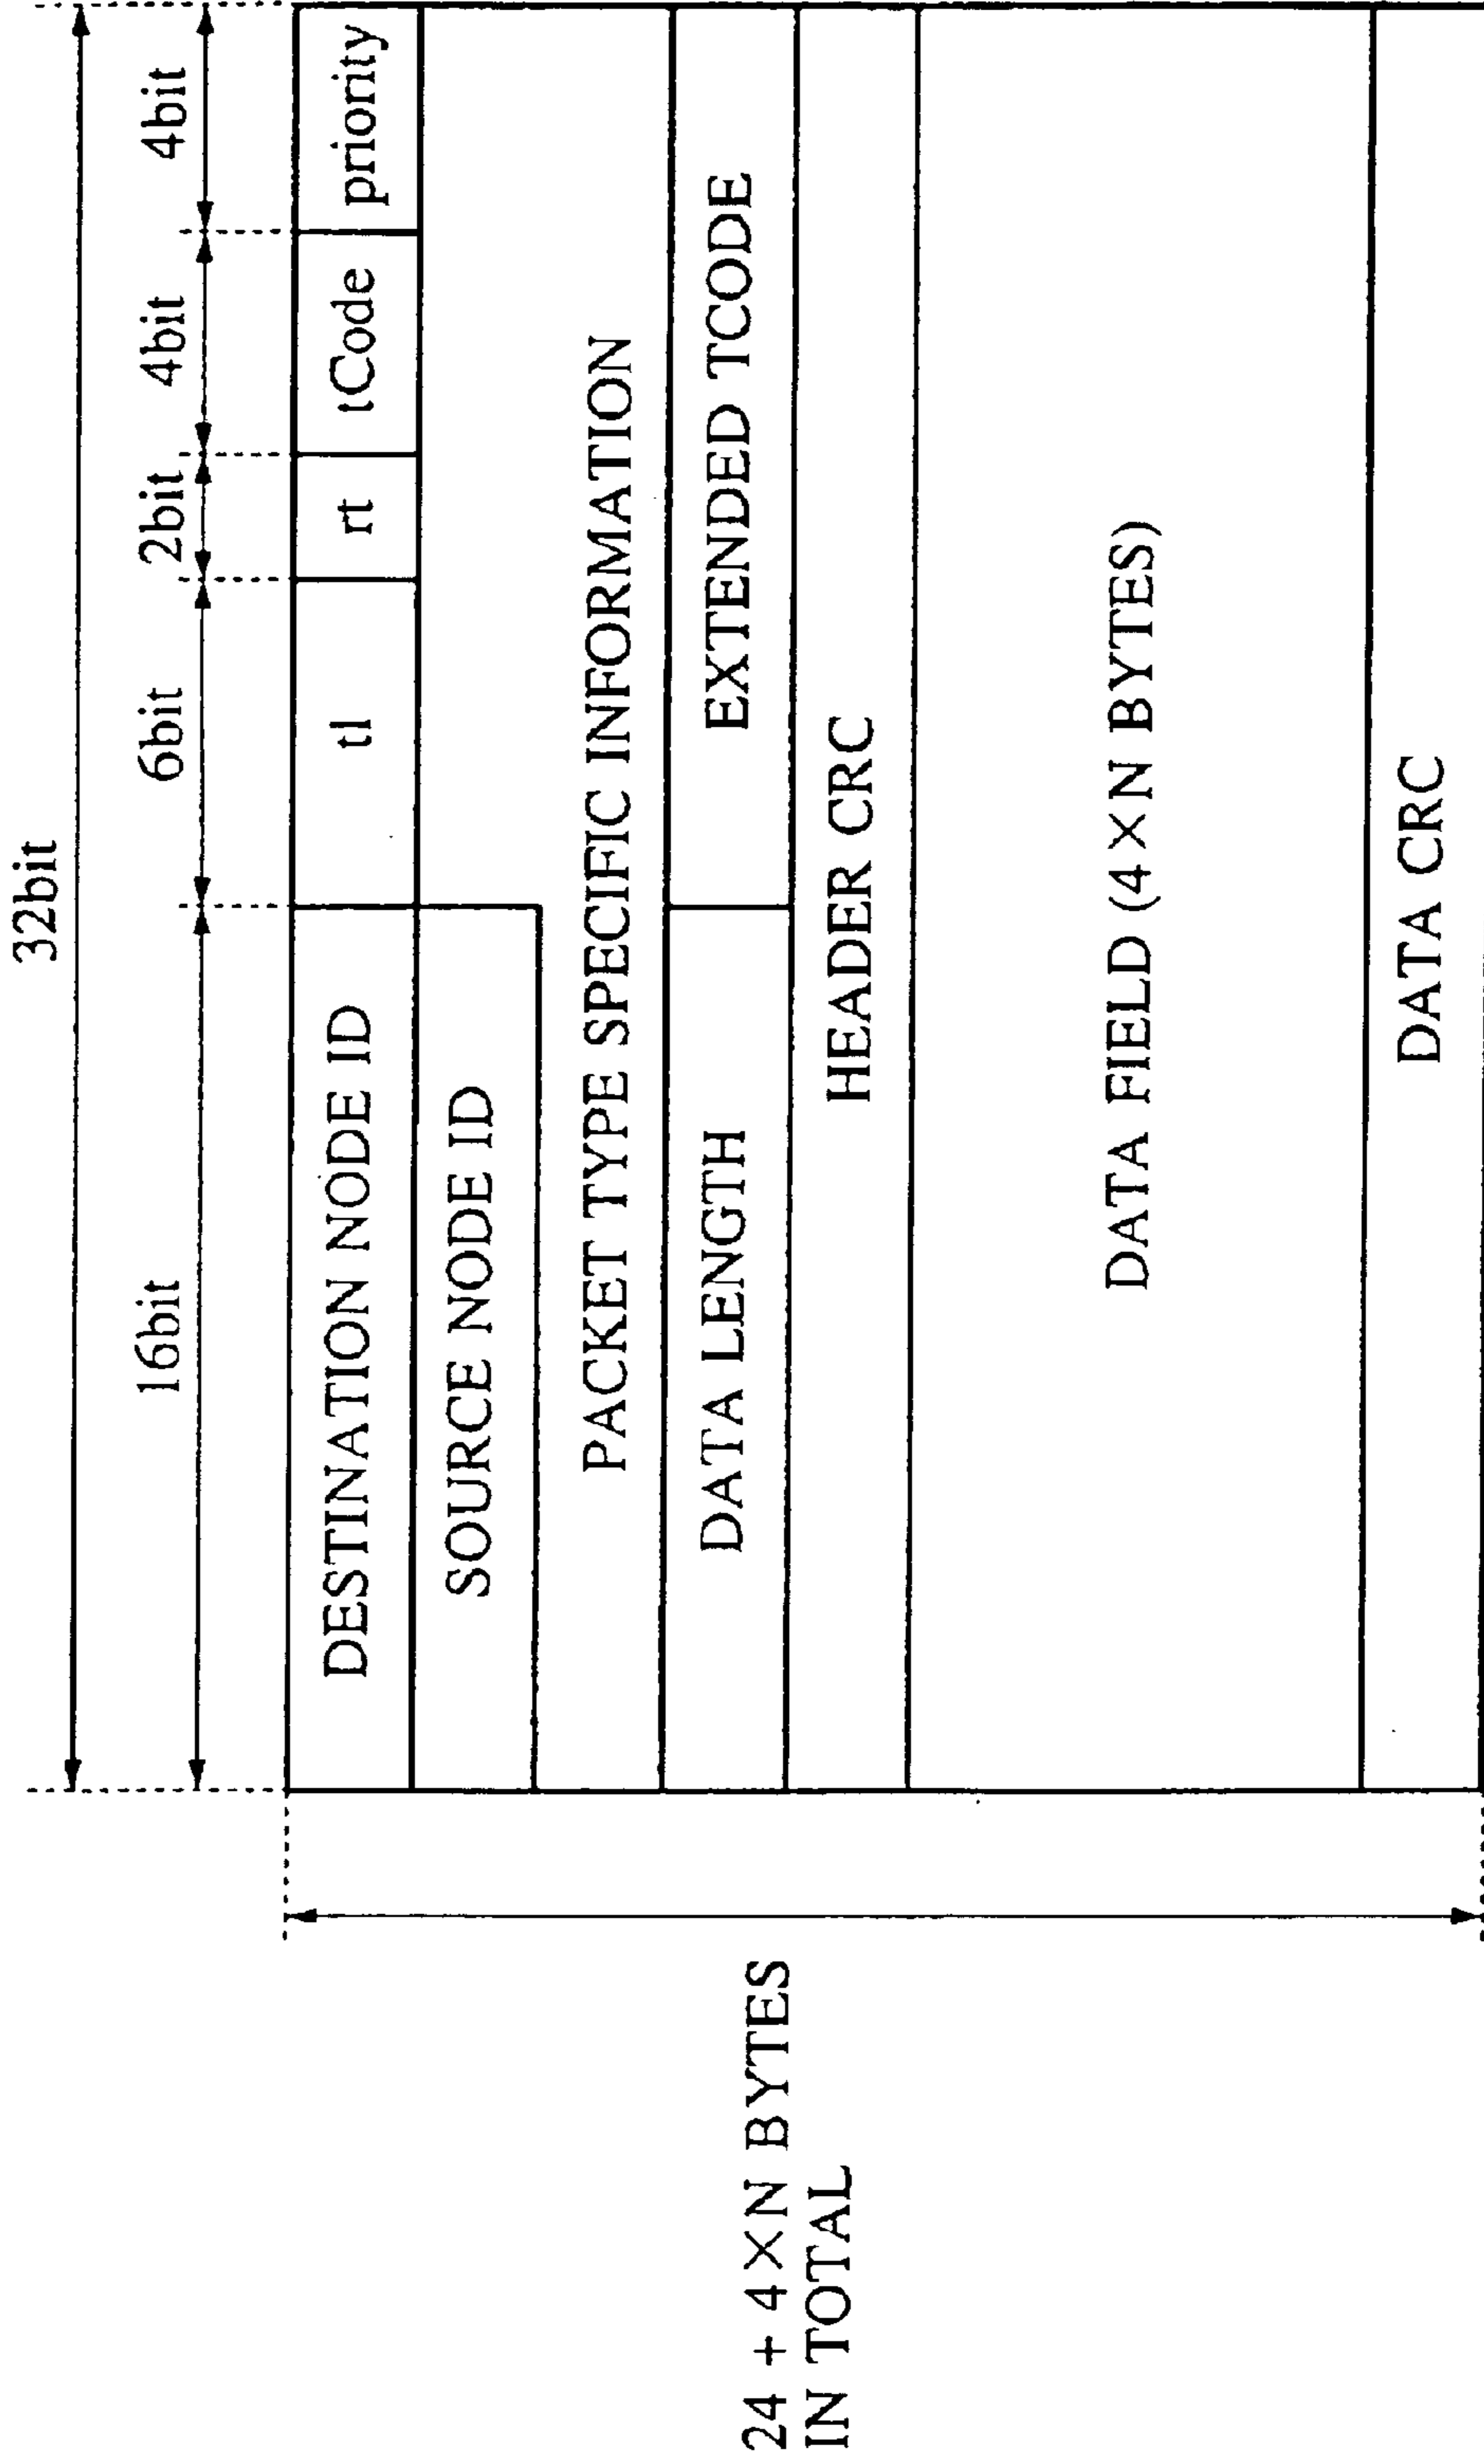 32bit
16bit
6bit
2bit
4bit
4bit
DESTINATION NODE ID
tl
rt
tCode
priority
SOURCE NODE ID
PACKET TYPE SPECIFIC INFORMATION
DATA LENGTH
EXTENDED TCODE
HEADER CRC
DATA FIELD (4×N BYTES)
DATA CRC
24 + 4×N BYTES
IN TOTAL